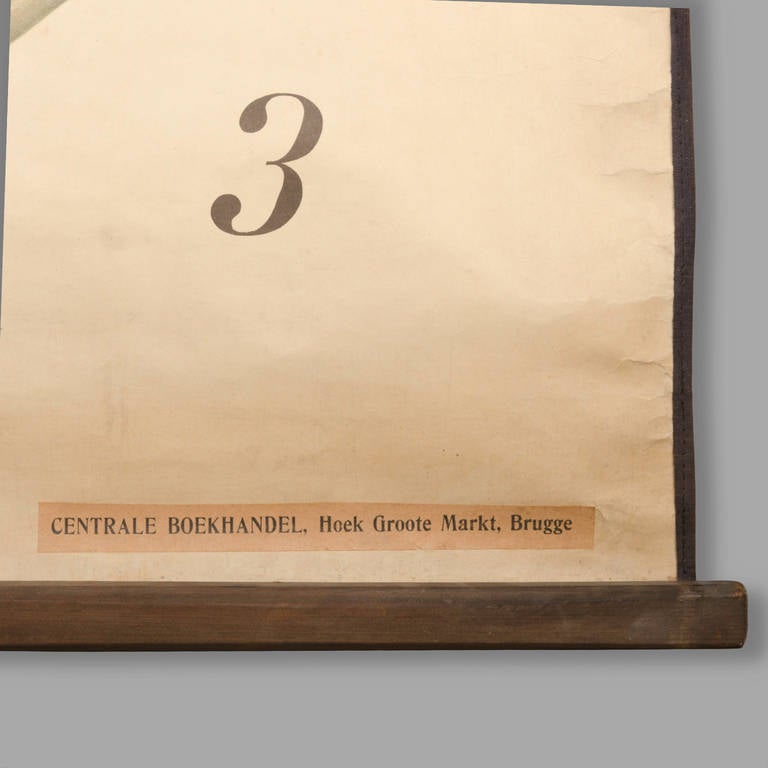 3
CENTRALE BOEKHANDEL, Hoek Groote Markt, Brugge